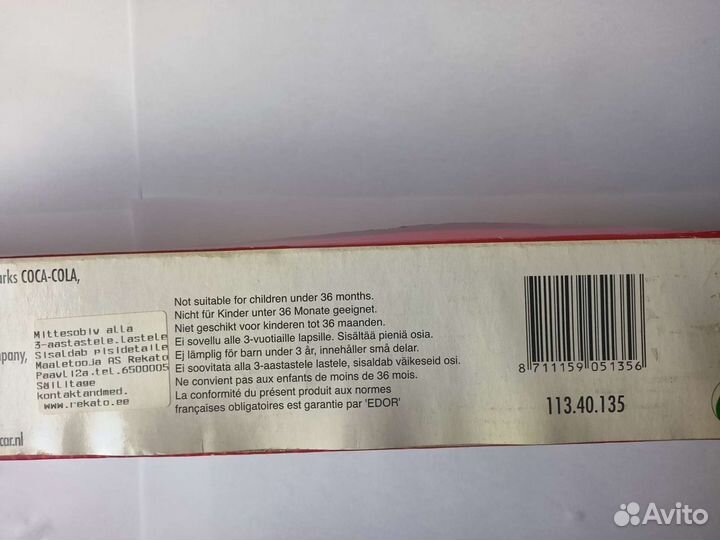 arks COCA-COLA,
pany,
car.nl
Mittesobiv alla
3-aastastele.Lastele
Sisaldab pisidetaile
Maaletooja AS Rekato
Paavli2a.tel.6500005
Säilitage
kontaktandmed.
www.rekato.ee
Not suitable for children under 36 months.
Nicht für Kinder unter 36 Monate geeignet.
Niet geschikt voor kinderen tot 36 maanden.
Ei sovellu alle 3-vuotiaille lapsille. Sisältää pieniä osia.
Ej lämplig för barn under 3 år, innehåller små delar.
Ei soovitata alla 3-aastastele lastele, sisaldab väikeseid osi.
Ne convient pas aux enfants de moins de 36 mois.
La conformité du présent produit aux normes
françaises obligatoires est garantie par 'EDOR'
8 711159 051356
113.40.135
Avito